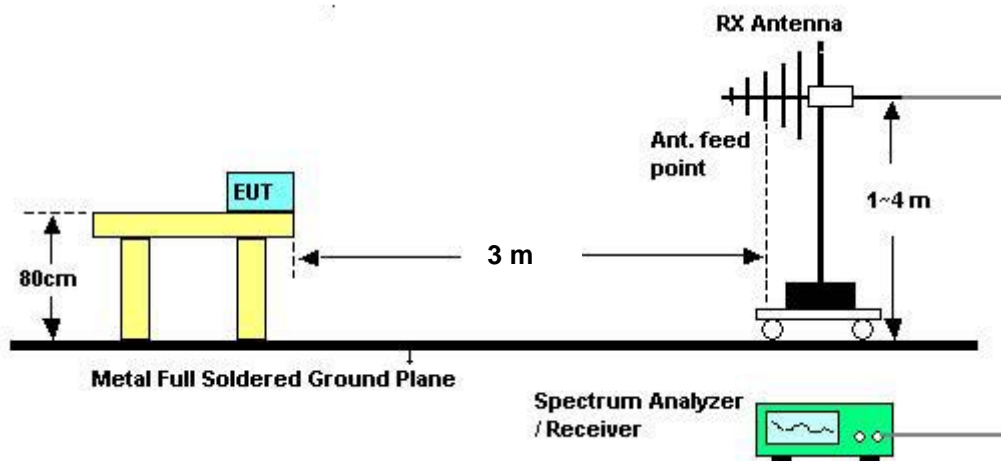 RX Antenna
Ant. feed
point
EUT
1~4 m
3 m
80cm
Metal Full Soldered Ground Plane
Spectrum Analyzer
/ Receiver